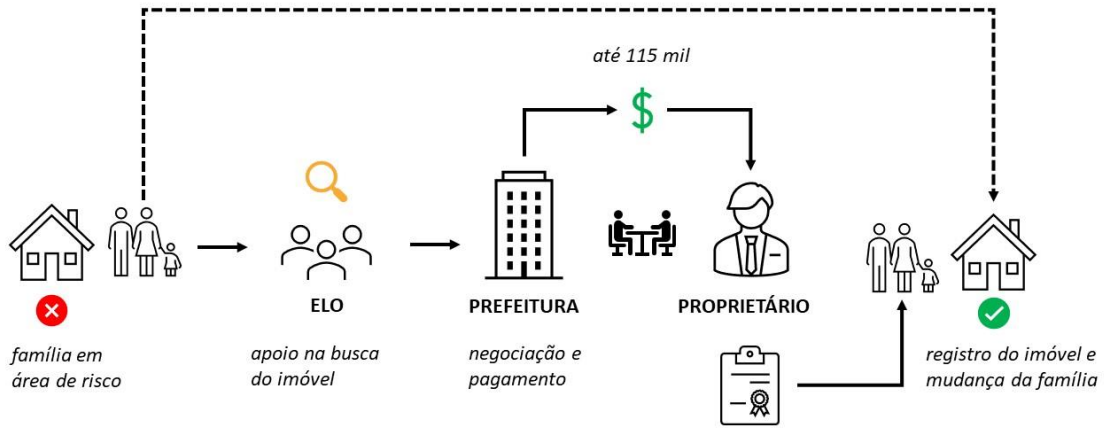 até 115 mil
$
ELO
PREFEITURA
PROPRIETÁRIO
família em
área de risco
apoio na busca
do imóvel
negociação e
pagamento
registro do imóvel e
mudança da família